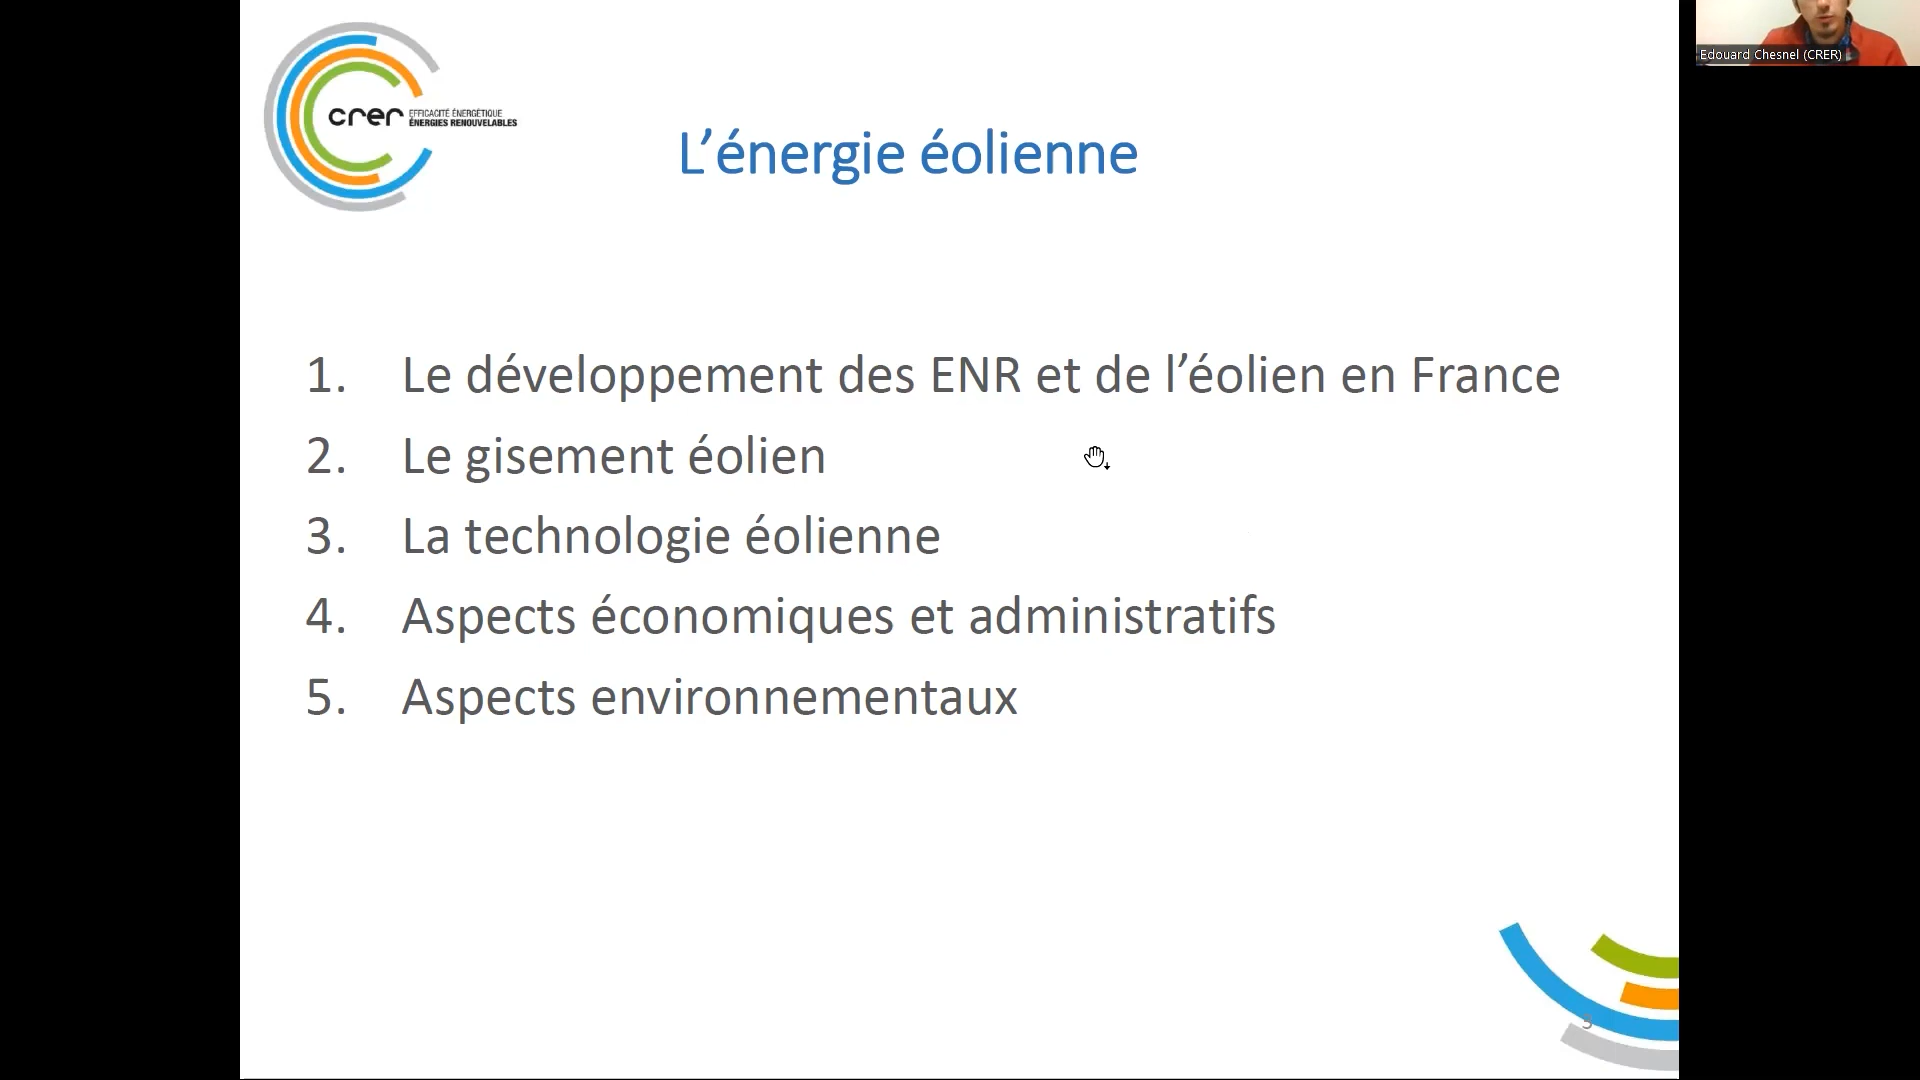 Edouard Chesnel (CRER)
crer EFFICACITÉ ÉNERGÉTIQUE
ÉNERGIES RENOUVELABLES
L’énergie éolienne
1. Le développement des ENR et de l’éolien en France
2. Le gisement éolien
3. La technologie éolienne
4. Aspects économiques et administratifs
5. Aspects environnementaux
3